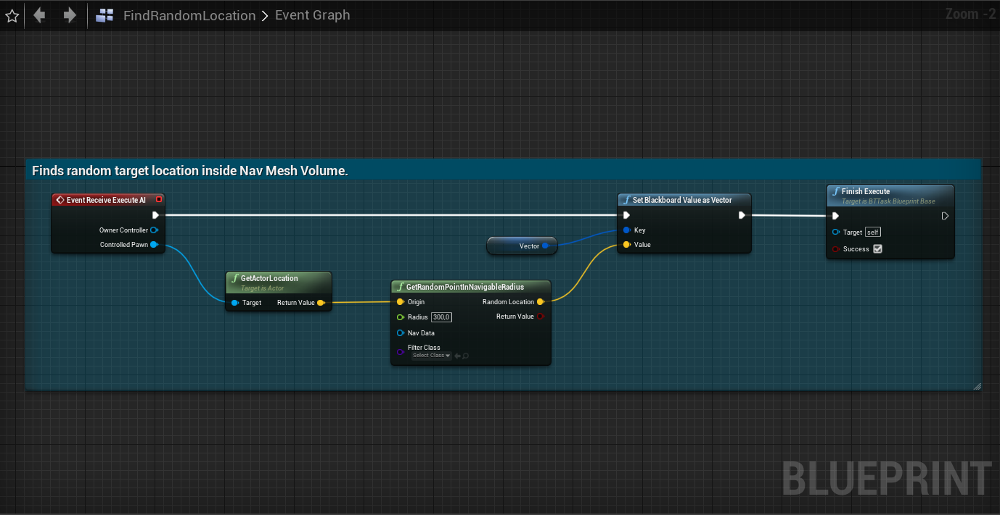 FindRandomLocation > Event Graph
Zoom -2
Finds random target location inside Nav Mesh Volume.
Event Receive Execute AI
Owner Controller
Controlled Pawn
GetActorLocation
Target is Actor
Target Return Value
GetRandomPointInNavigableRadius
Origin Random Location
Radius 300,0 Return Value
Nav Data
Filter Class
Select Class
Vector
f Set Blackboard Value as Vector
Key
Value
f Finish Execute
Target is BTTask Blueprint Base
Target self
Success
BLUEPRINT